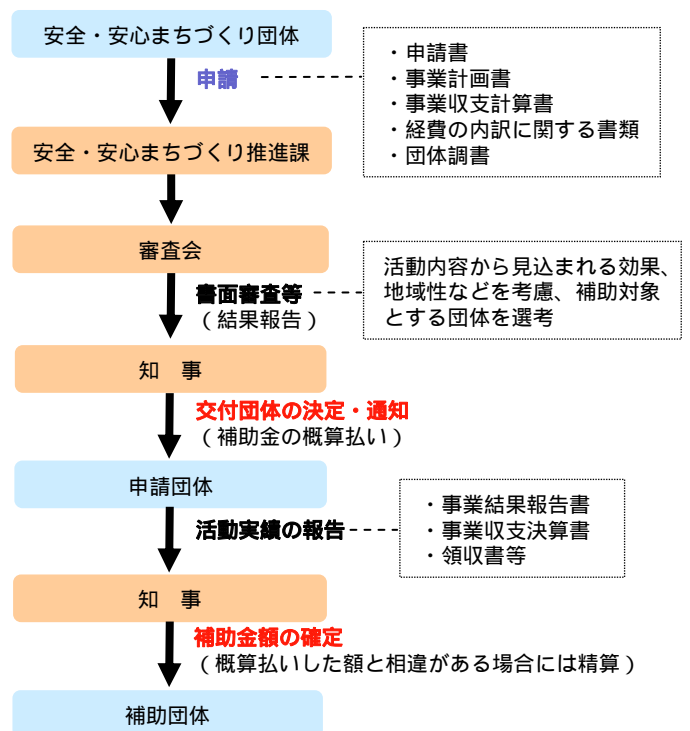 安全・安心まちづくり団体
申請
・申請書
・事業計画書
・事業収支計算書
・経費の内訳に関する書類
・団体調書
安全・安心まちづくり推進課
審査会
書面審査等
（結果報告）
活動内容から見込まれる効果、
地域性などを考慮、補助対象
とする団体を選考
知　事
交付団体の決定・通知
（補助金の概算払い）
申請団体
活動実績の報告
・事業結果報告書
・事業収支決算書
・領収書等
知　事
補助金額の確定
（概算払いした額と相違がある場合には精算）
補助団体